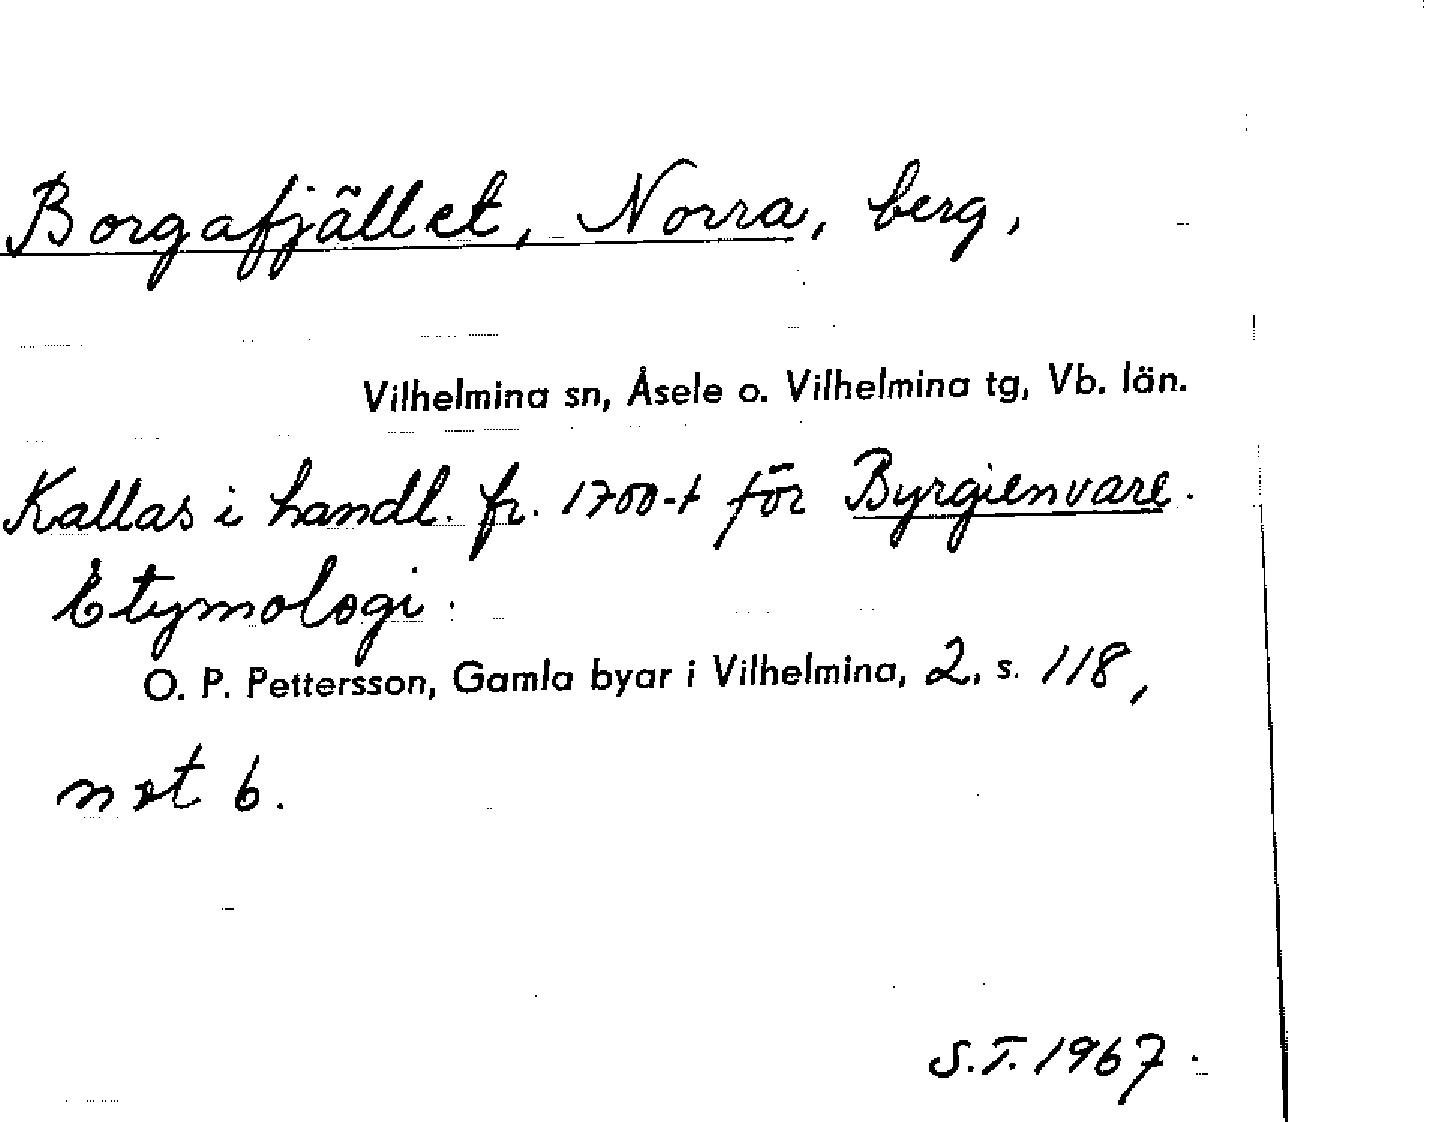 Borgafjället, Norra, berg,
Vilhelmina sn, Åsele o. Vilhelmina tg, Vb. län.
Kallas i handl. fr. 1700-t för Byrgienvare.
Etymologi:
O. P. Pettersson, Gamla byar i Vilhelmina, 2, s. 118,
not 6.
S.T. 1967.